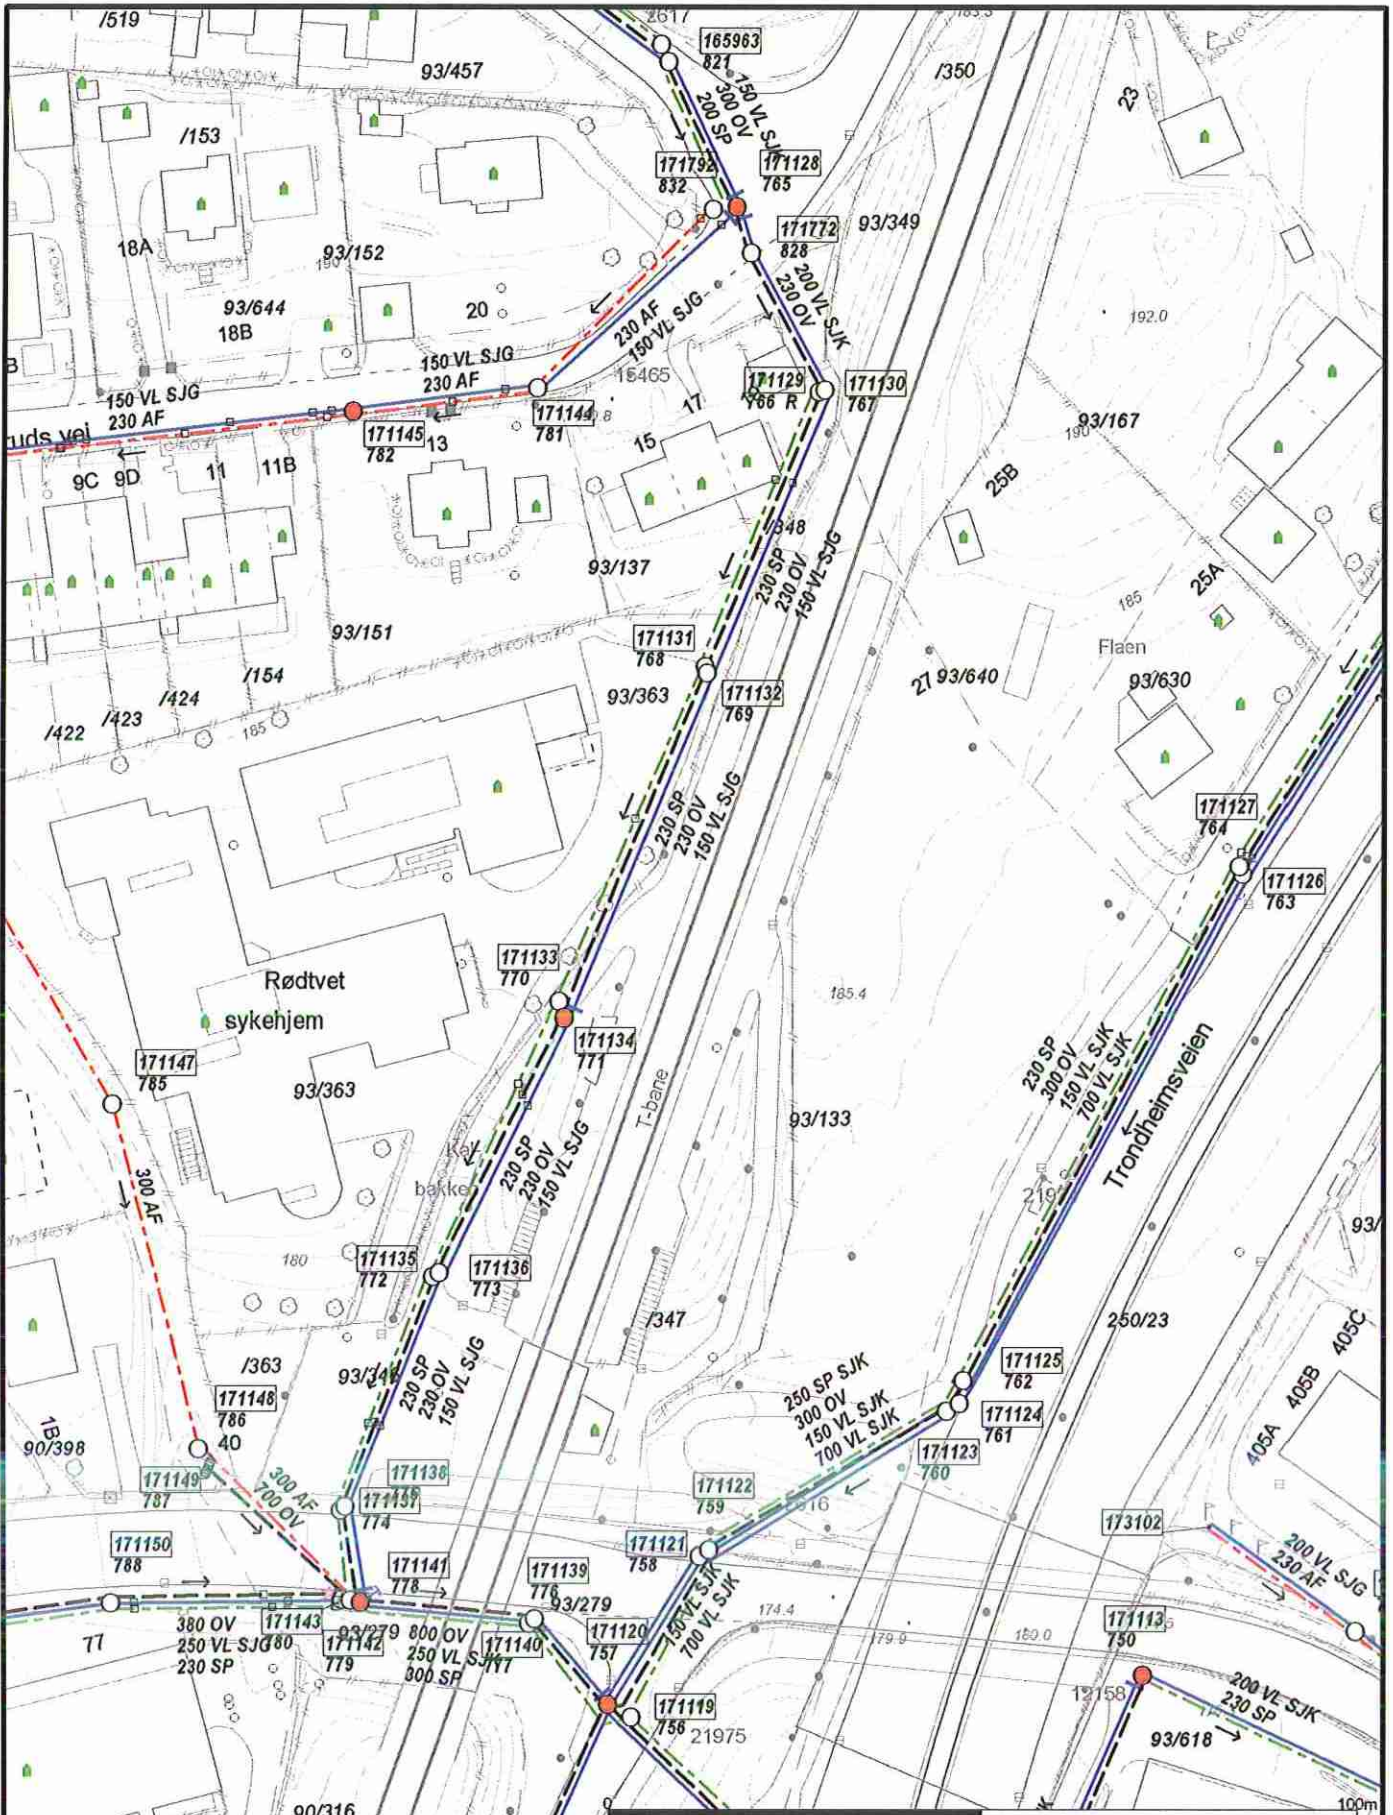 /519
2617
93/457
165963
821
/350
150 VL SJK
300 OV
200 SP
23
/153
171792
832
171128
765
18A
93/152
190
171772
828
93/349
93/644
18B
20
230 AF
150 VL SJG
200 VL SJK
230 OV
192.0
150 VL SJG
230 AF
15465
150 VL SJG
230 AF
171129
766 R
171130
767
17
171144
781
93/167
190
uds vei
171145
782
13
15
9C
9D
11
11B
25B
/348
93/137
230 SP
230 OV
150 VL SJG
25A
185
93/151
171131
768
Flaen
/154
93/363
171132
769
27
93/640
93/630
/424
/423
/422
185
230 SP
230 OV
150 VL SJG
171127
764
171126
763
171133
770
Rødtvet
sykehjem
185.4
171134
771
171147
785
93/363
T-bane
93/133
230 SP
300 OV
150 VL SJK
700 VL SJK
Trondheimsveien
230 SP
230 OV
150 VL SJG
bakken
300 AF
93/
180
171135
772
171136
773
/347
250/23
405C
/363
171125
762
405B
230 SP
230 OV
150 VL SJG
250 SP SJK
300 OV
150 VL SJK
700 VL SJK
171148
786
171124
761
1B
90/398
40
171123
760
405A
171149
787
300 AF
700 OV
171138
171122
759
774
173102
171150
788
171121
758
200 VL SJG
230 AF
171141
778
171139
776
93/279
150 VL SJK
700 VL SJK
174.4
171113
750
380 OV
250 VL SJG
230 SP
171143
780
93/279
171142
779
800 OV
250 VL SJK
300 SP
171140
777
171120
757
179.9
180.0
77
171119
756
21975
12158
200 VL SJK
230 SP
93/618
90/316
0
100m